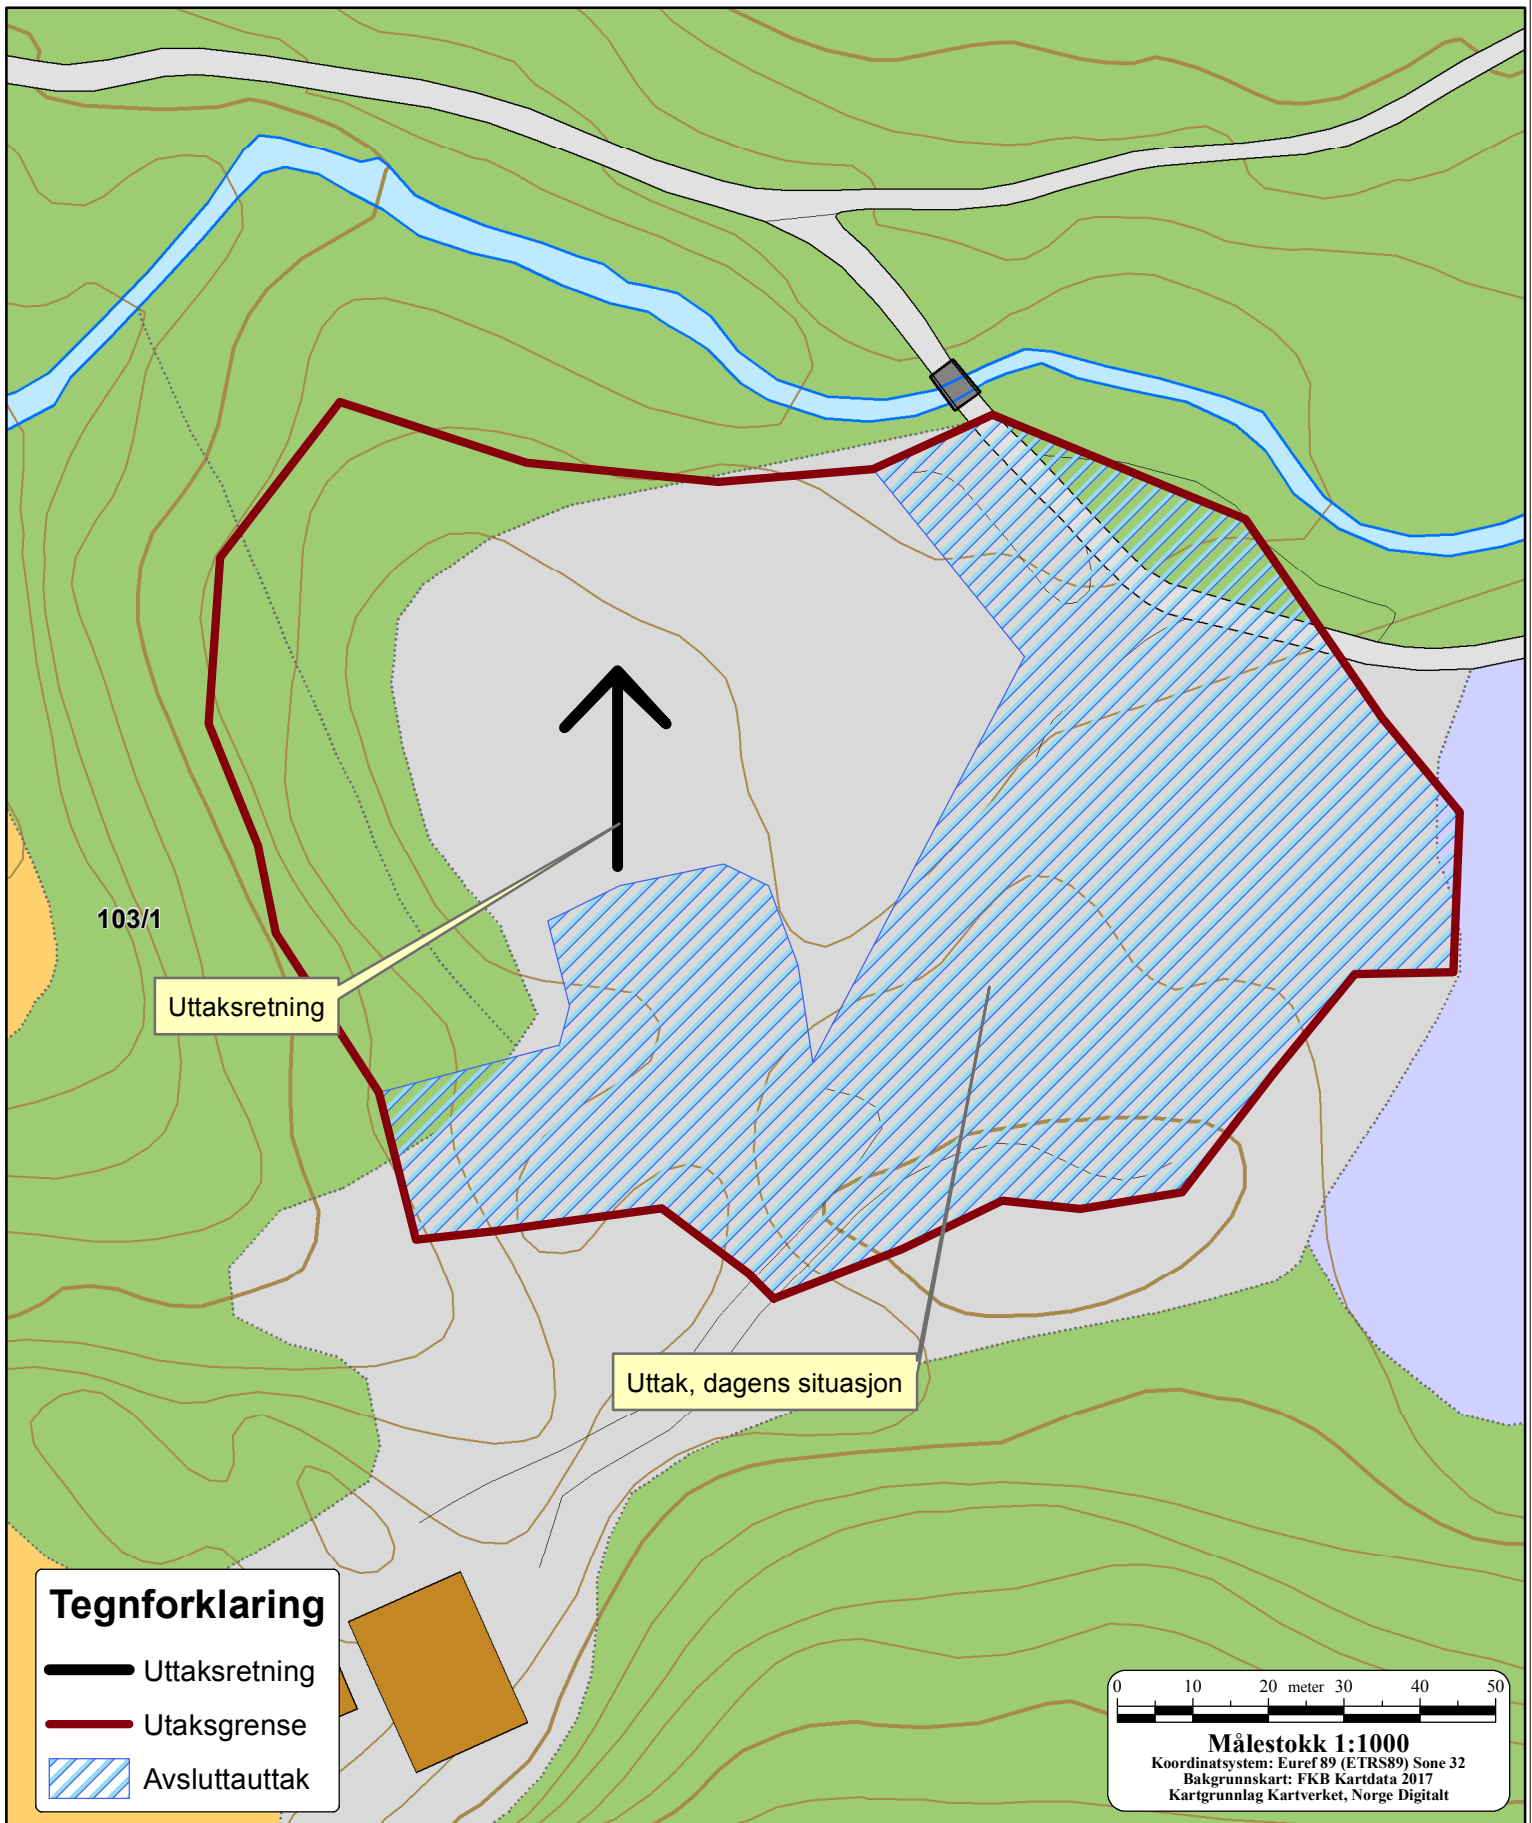 103/1
Uttaksretning
Uttak, dagens situasjon
Tegnforklaring
Uttaksretning
Utaksgrense
Avsluttauttak
0 10 20 meter 30 40 50
Målestokk 1:1000
Koordinatsystem: Euref 89 (ETRS89) Sone 32
Bakgrunnskart: FKB Kartdata 2017
Kartgrunnlag Kartverket, Norge Digitalt